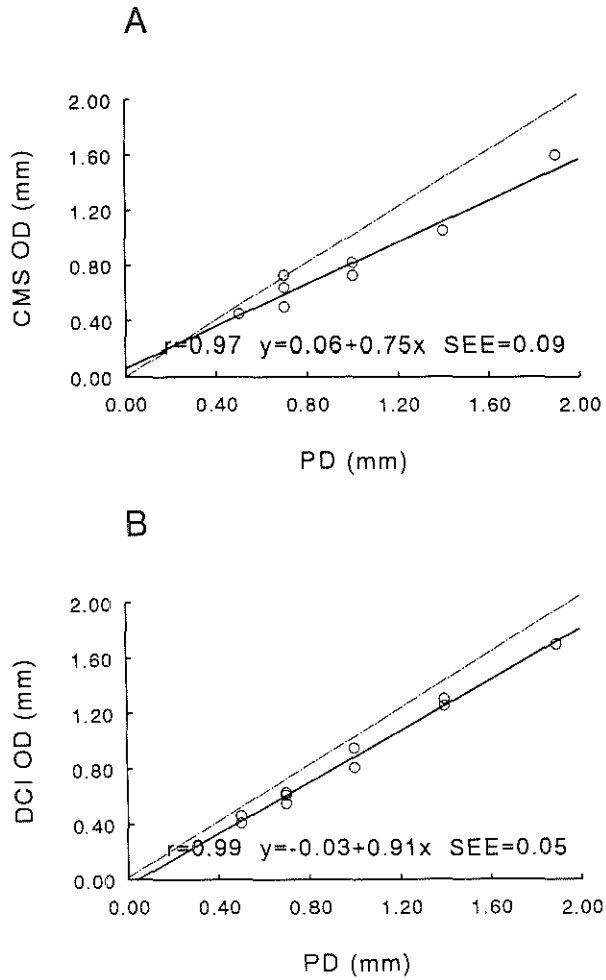 A
CMS OD (mm)
2.00
1.60
1.20
0.80
0.40
0.00
r=0.97 y=0.06+0.75x SEE=0.09
0.00 0.40 0.80 1.20 1.60 2.00
PD (mm)
B
DCI OD (mm)
2.00
1.60
1.20
0.80
0.40
0.00
r=0.99 y=-0.03+0.91x SEE=0.05
0.00 0.40 0.80 1.20 1.60 2.00
PD (mm)